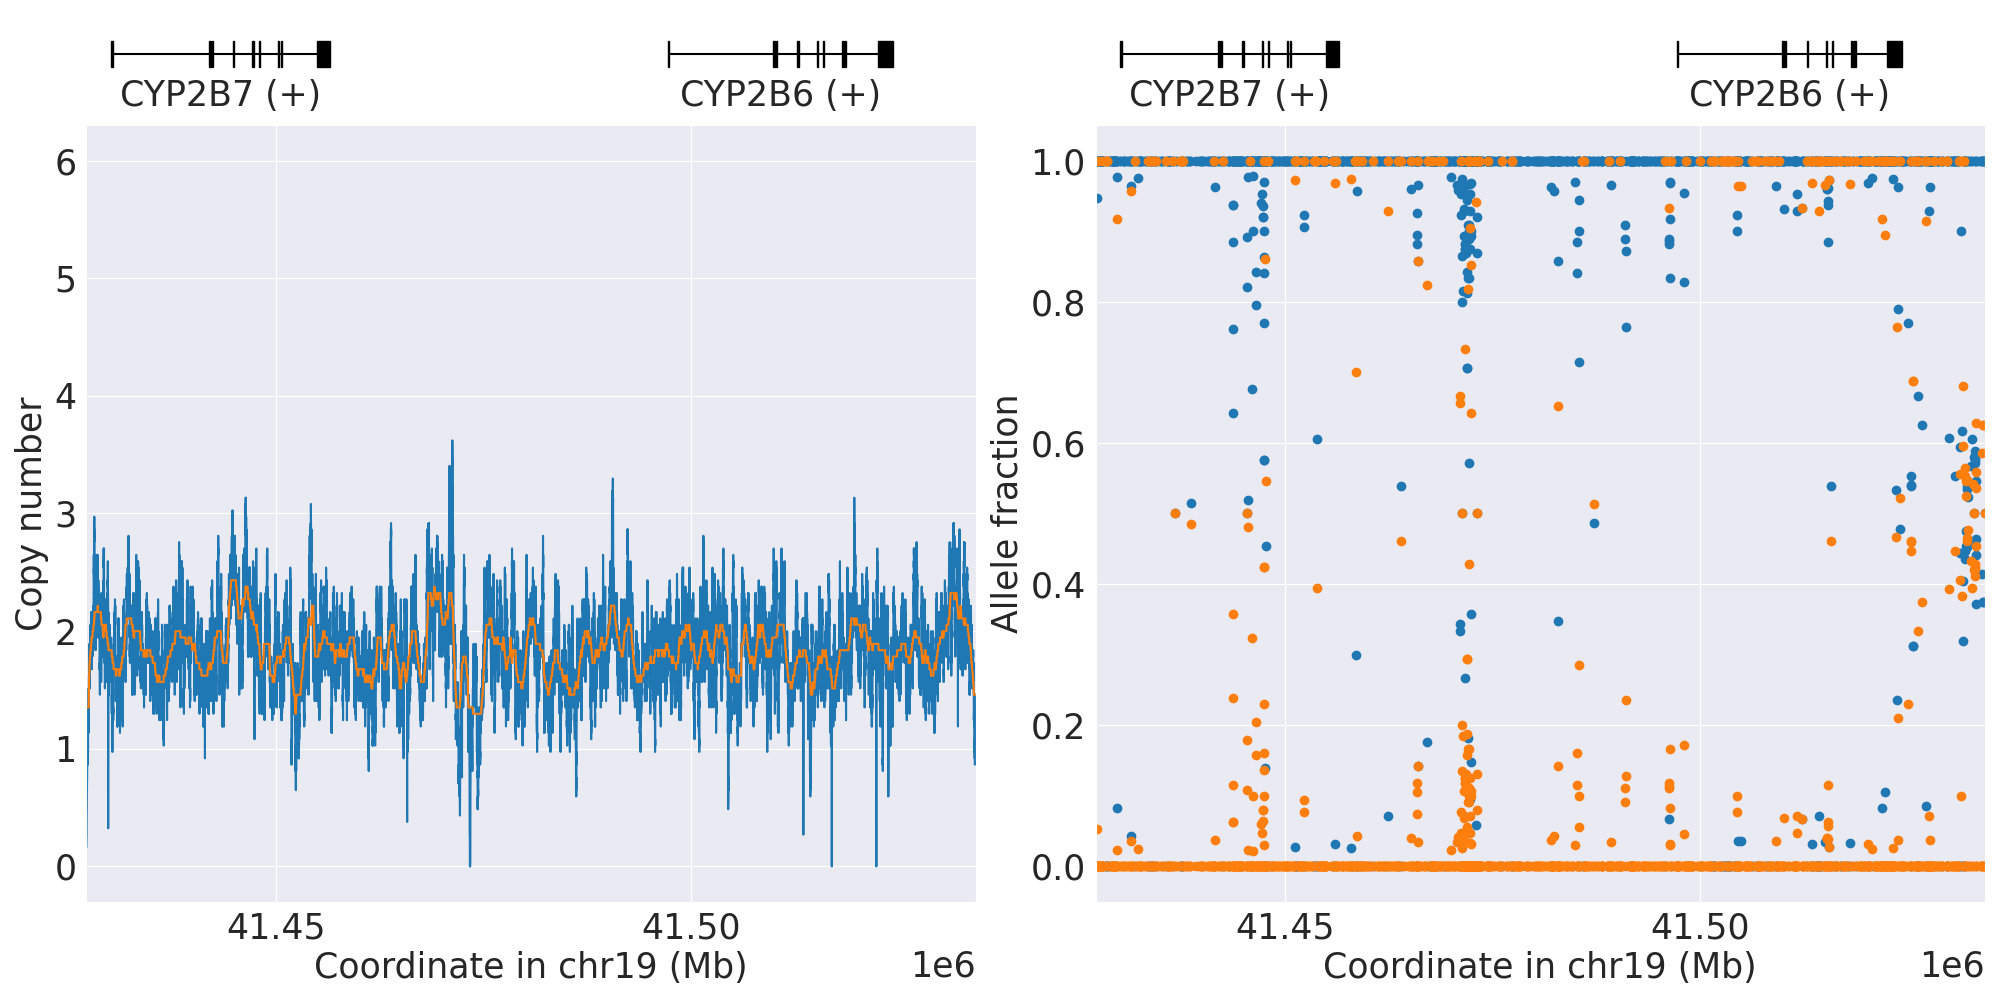 CYP2B7 (+) CYP2B6 (+)
6
5
4
3
2
1
0
Copy number
41.45 41.50
Coordinate in chr19 (Mb)
1e6
CYP2B7 (+) CYP2B6 (+)
1.0
0.8
0.6
0.4
0.2
0.0
Allele fraction
41.45 41.50
Coordinate in chr19 (Mb)
1e6